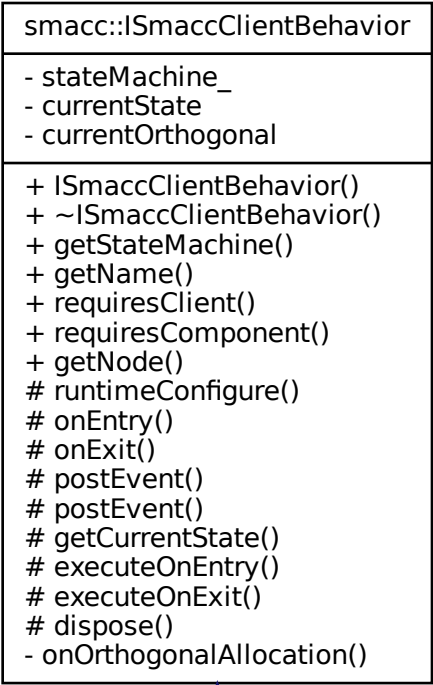 smacc::ISmaccClientBehavior
- stateMachine_
- currentState
- currentOrthogonal
+ ISmaccClientBehavior()
+ ~ISmaccClientBehavior()
+ getStateMachine()
+ getName()
+ requiresClient()
+ requiresComponent()
+ getNode()
# runtimeConfigure()
# onEntry()
# onExit()
# postEvent()
# postEvent()
# getCurrentState()
# executeOnEntry()
# executeOnExit()
# dispose()
- onOrthogonalAllocation()